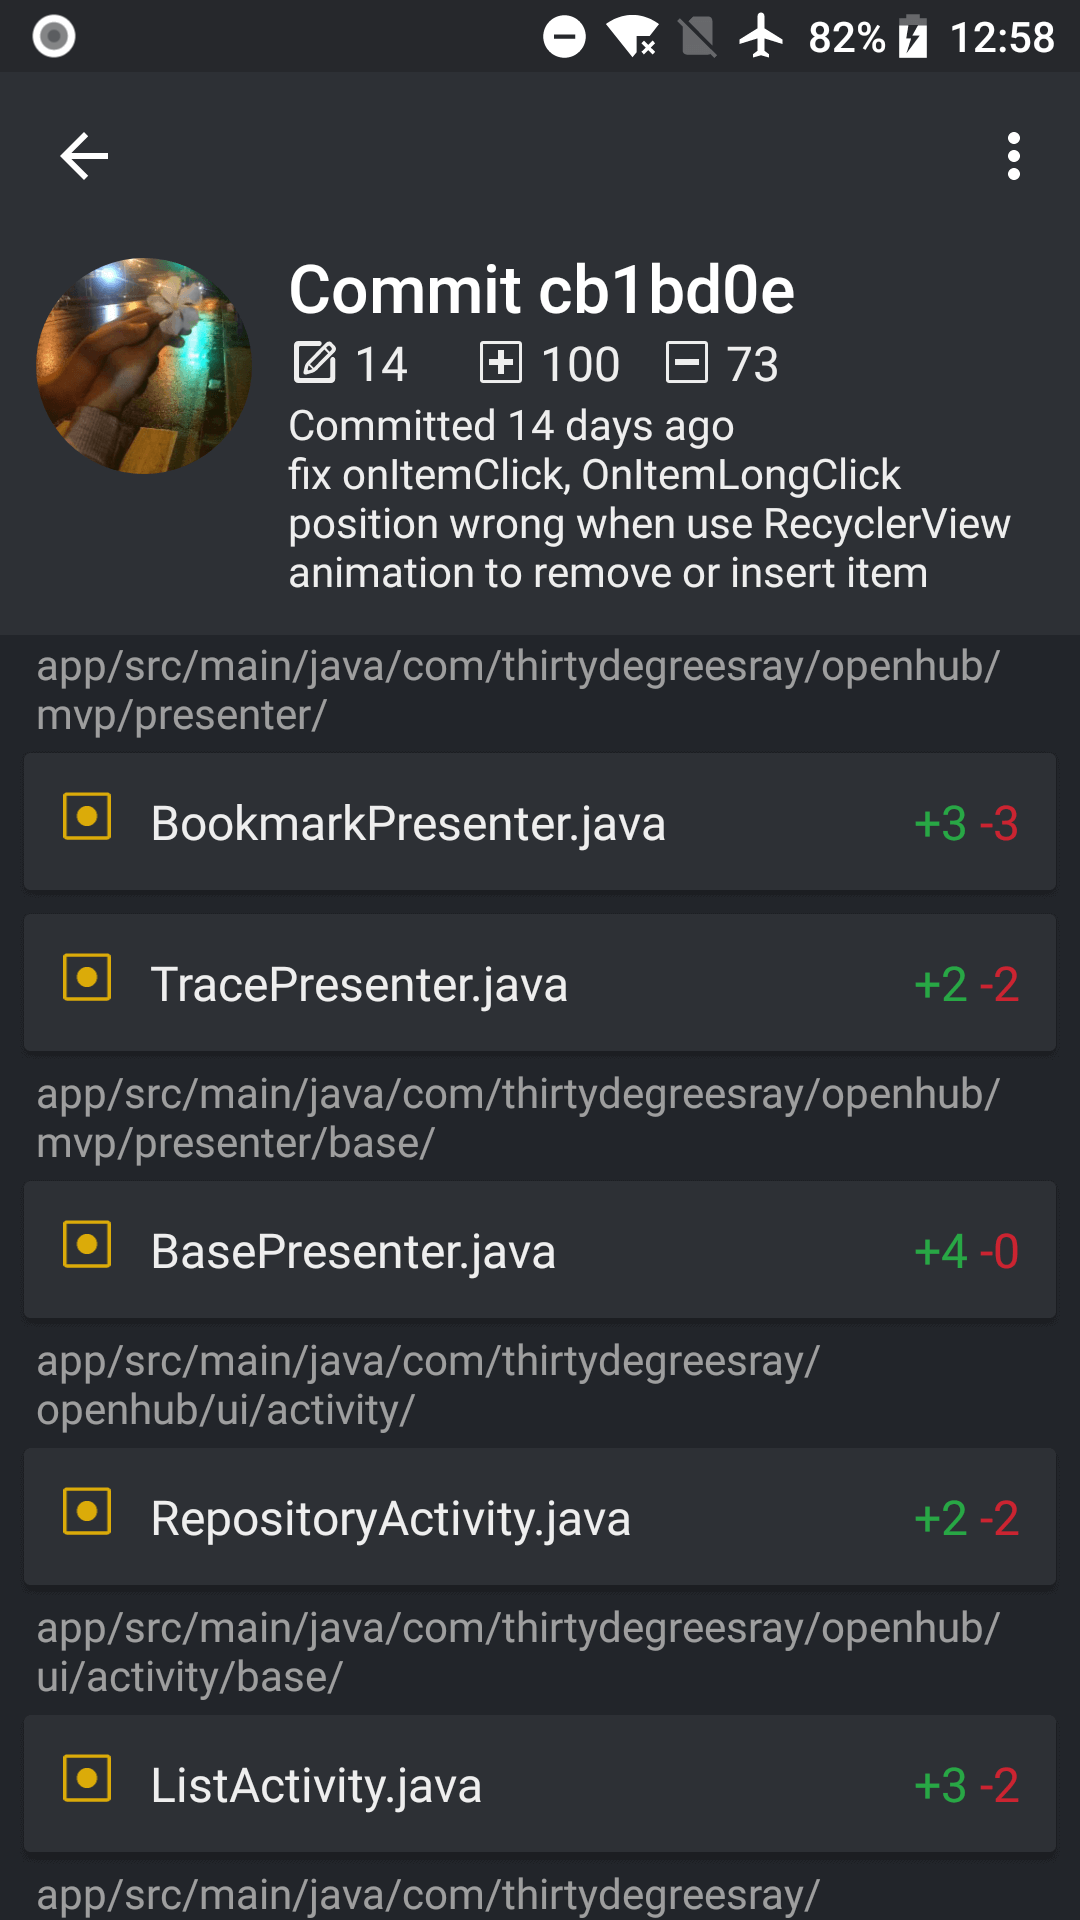 82% 12:58
Commit cb1bd0e
14 100 73
Committed 14 days ago
fix onItemClick, OnItemLongClick
position wrong when use RecyclerView
animation to remove or insert item
app/src/main/java/com/thirtydegreesray/openhub/
mvp/presenter/
BookmarkPresenter.java +3 -3
TracePresenter.java +2 -2
app/src/main/java/com/thirtydegreesray/openhub/
mvp/presenter/base/
BasePresenter.java +4 -0
app/src/main/java/com/thirtydegreesray/
openhub/ui/activity/
RepositoryActivity.java +2 -2
app/src/main/java/com/thirtydegreesray/openhub/
ui/activity/base/
ListActivity.java +3 -2
app/src/main/java/com/thirtydegreesray/